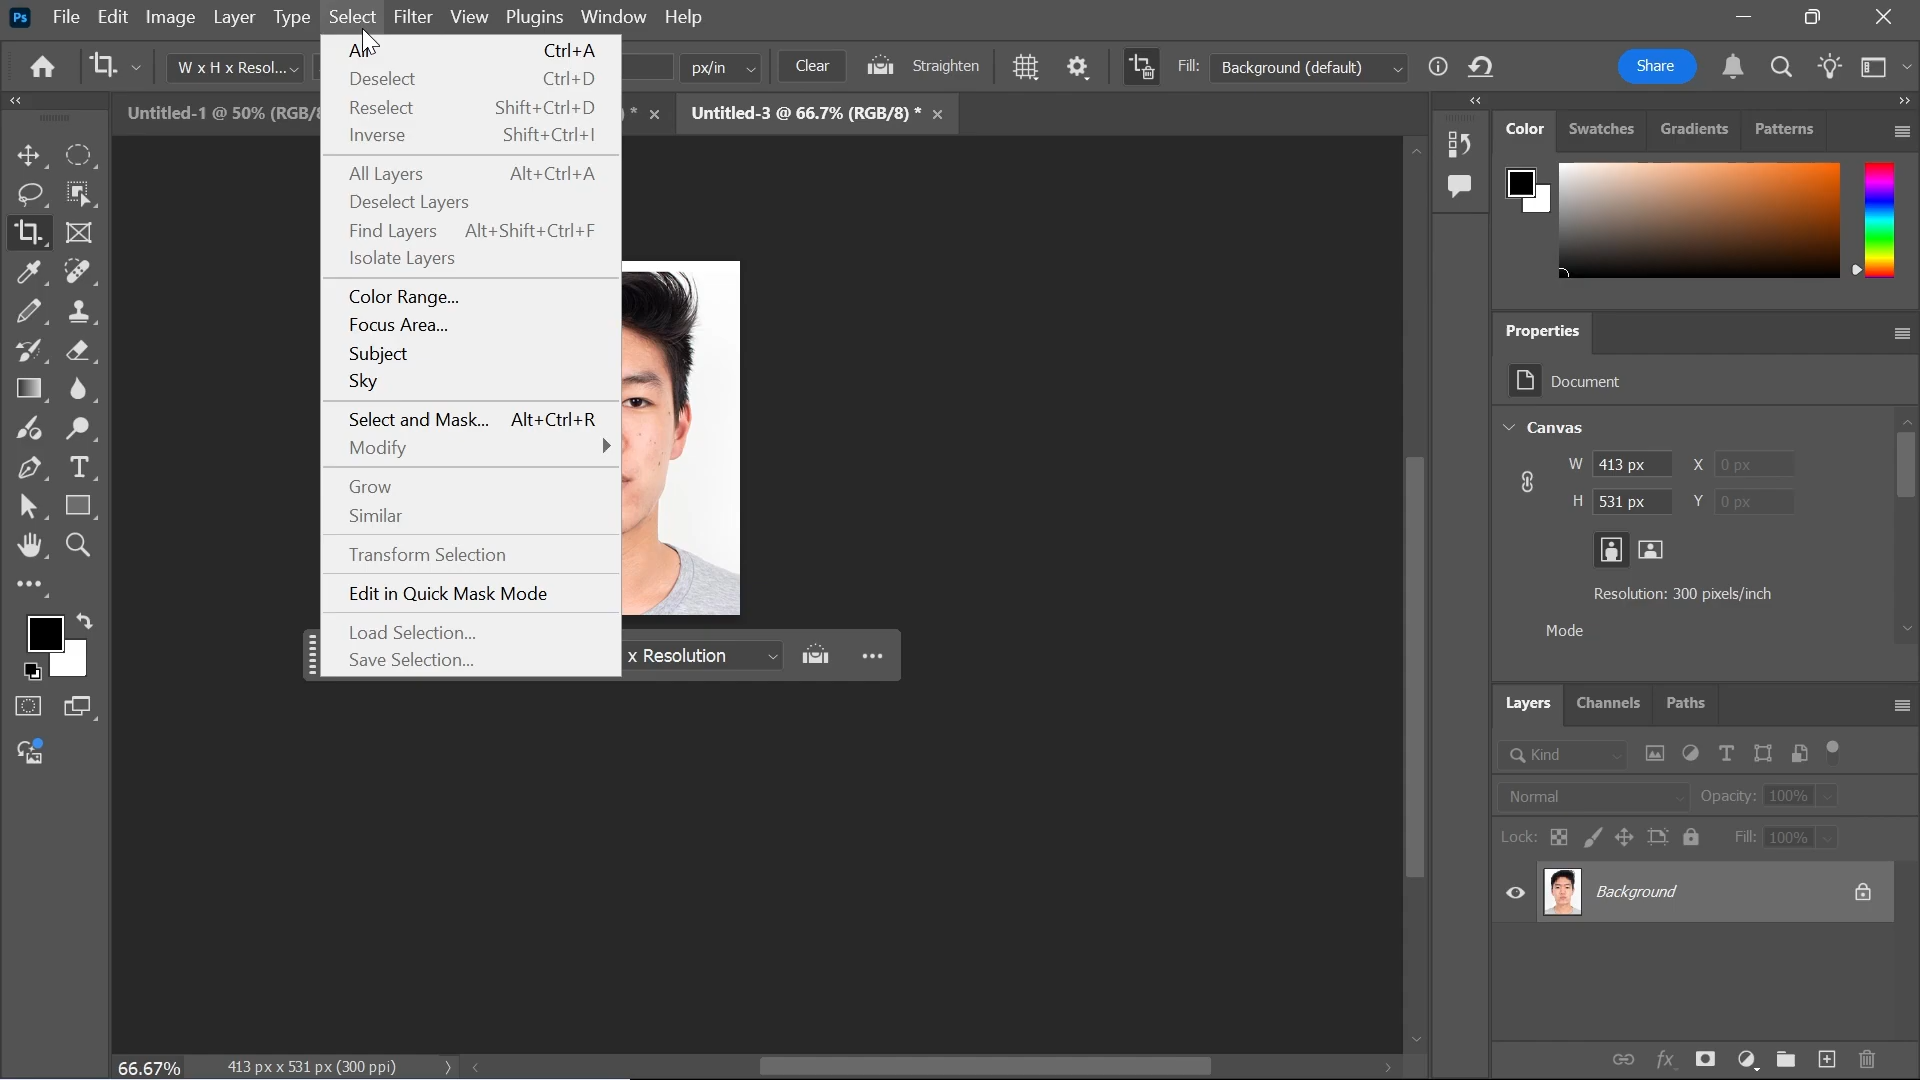 Ps File Edit Image Layer Type Select Filter View Plugins Window Help
W x H x Resol... px/in Clear Straighten Fill: Background (default) Share
Untitled-1 @ 50% (RGB/8 * × Untitled-3 @ 66.7% (RGB/8) * ×
All Ctrl+A
Deselect Ctrl+D
Reselect Shift+Ctrl+D
Inverse Shift+Ctrl+I
All Layers Alt+Ctrl+A
Deselect Layers
Find Layers Alt+Shift+Ctrl+F
Isolate Layers
Color Range...
Focus Area...
Subject
Sky
Select and Mask... Alt+Ctrl+R
Modify
Grow
Similar
Transform Selection
Edit in Quick Mask Mode
Load Selection...
Save Selection...
x Resolution
Color Swatches Gradients Patterns
Properties
Document
Canvas
W 413 px X 0 px
H 531 px Y 0 px
Resolution: 300 pixels/inch
Mode
Layers Channels Paths
Kind
Normal Opacity: 100%
Lock: Fill: 100%
Background
fx
66.67% 413 px x 531 px (300 ppi)